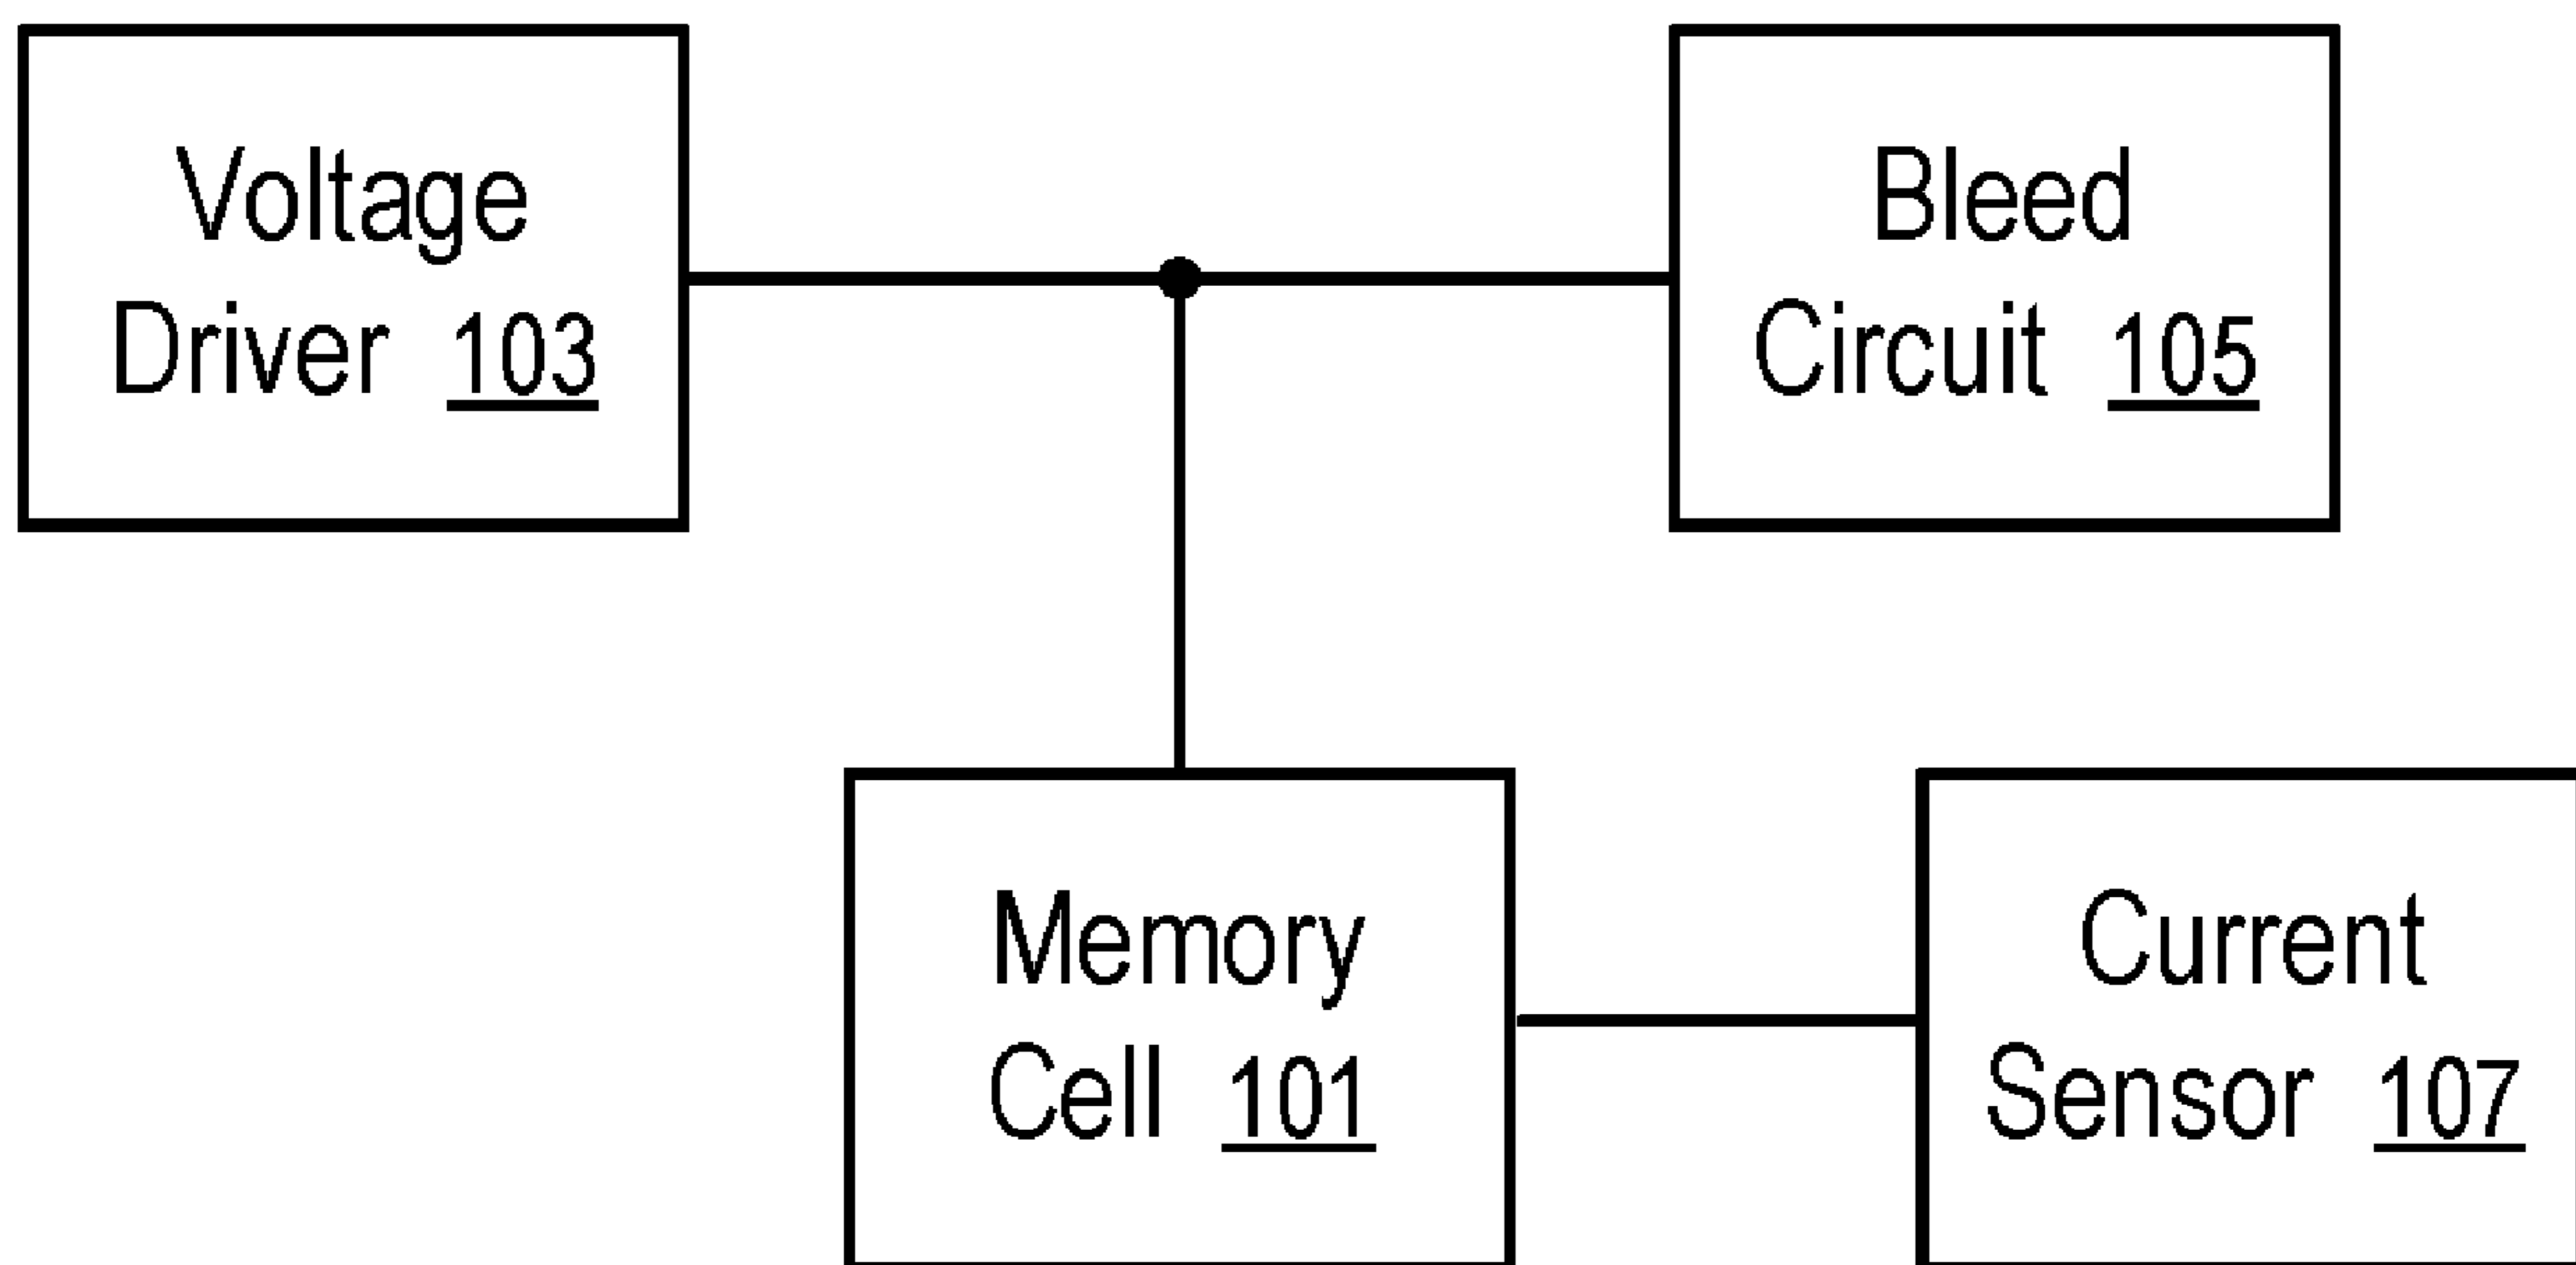 Voltage
Driver 103
Bleed
Circuit 105
Memory
Cell 101
Current
Sensor 107